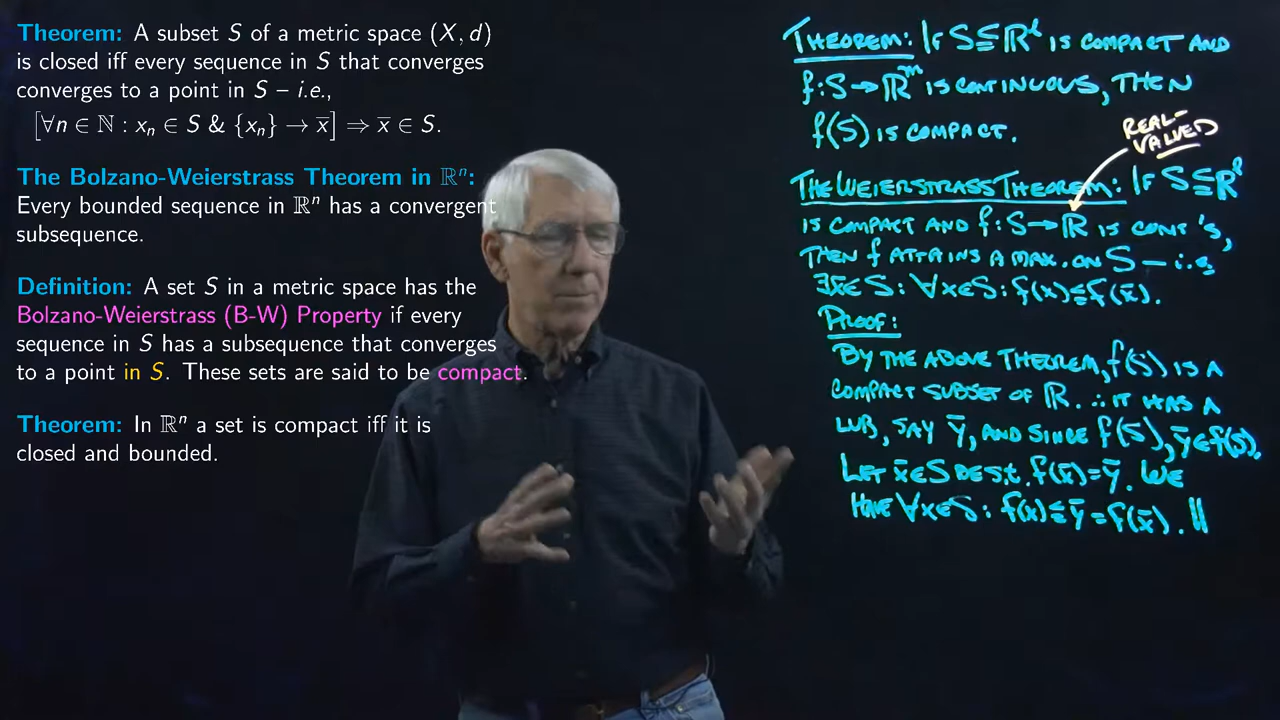 Theorem: A subset S of a metric space (X, d)
is closed iff every sequence in S that converges
converges to a point in S – i.e.,
[∀n ∈ ℕ : xₙ ∈ S & {xₙ} → x̄] ⇒ x̄ ∈ S.
The Bolzano-Weierstrass Theorem in ℝⁿ:
Every bounded sequence in ℝⁿ has a convergent
subsequence.
Definition: A set S in a metric space has the
Bolzano-Weierstrass (B-W) Property if every
sequence in S has a subsequence that converges
to a point in S. These sets are said to be compact.
Theorem: In ℝⁿ a set is compact iff it is
closed and bounded.
THEOREM: IF S⊆ℝˡ IS COMPACT AND
f: S→ℝᵐ IS CONTINUOUS, THEN
f(S) IS COMPACT.
REAL-
VALUED
THE WEIERSTRASS THEOREM: IF S⊆ℝˡ
IS COMPACT AND f: S→ℝ IS CONT'S,
THEN f ATTAINS A MAX. ON S — i.e.,
∃x̄∈S: ∀x∈S: f(x)≦f(x̄).
PROOF:
BY THE ABOVE THEOREM, f(S) IS A
COMPACT SUBSET OF ℝ. ∴ IT HAS A
LUB, SAY ȳ, AND SINCE f(S), ȳ∈f(S).
LET x̄∈S BE S.T. f(x̄)=ȳ. WE
HAVE ∀x∈S: f(x)≦ȳ=f(x̄). ||